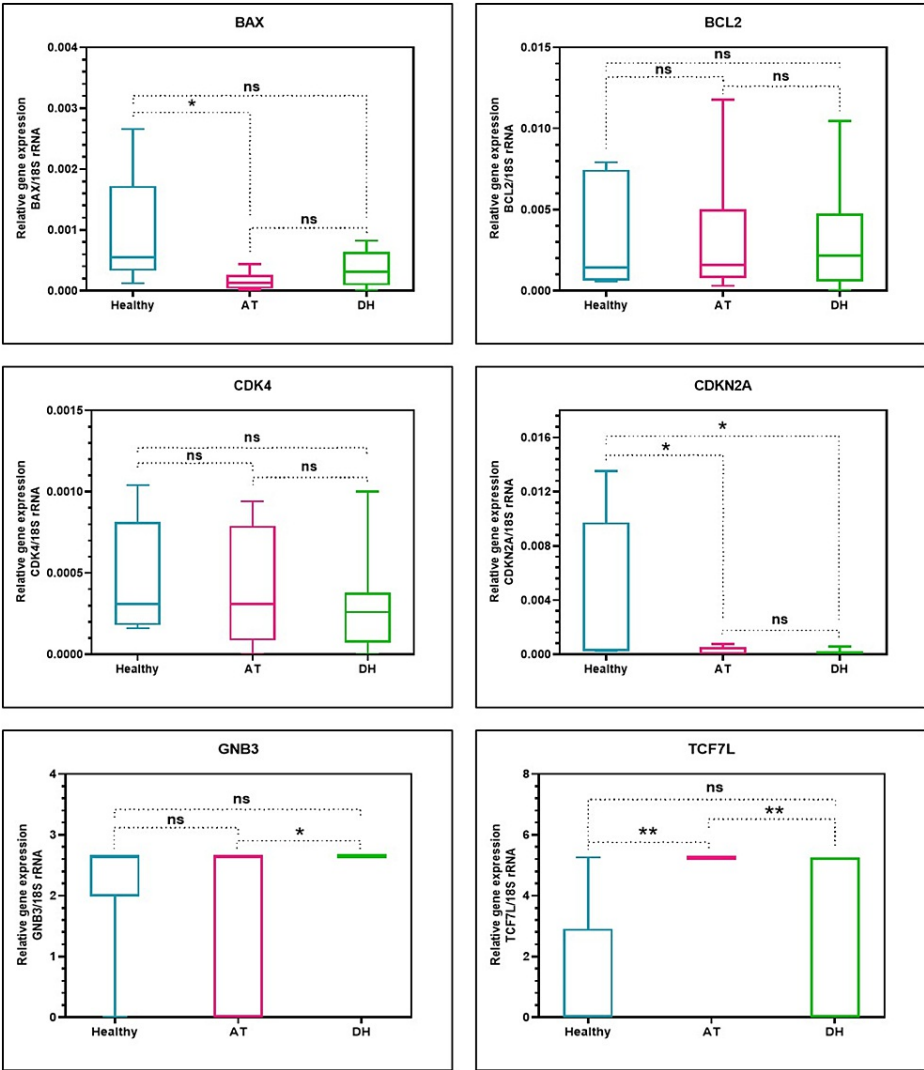 BAX
0.004
0.003
0.002
0.001
0.000
Relative gene expression
BAX/18S rRNA
ns
*
ns
Healthy AT DH
BCL2
0.015
0.010
0.005
0.000
Relative gene expression
BCL2/18S rRNA
ns
ns ns
Healthy AT DH
CDK4
0.0015
0.0010
0.0005
0.0000
Relative gene expression
CDK4/18S rRNA
ns
ns ns
Healthy AT DH
CDKN2A
0.016
0.012
0.008
0.004
0.000
Relative gene expression
CDKN2A/18S rRNA
*
*
ns
Healthy AT DH
GNB3
4
3
2
1
0
Relative gene expression
GNB3/18S rRNA
ns
ns *
Healthy AT DH
TCF7L
8
6
4
2
0
Relative gene expression
TCF7L/18S rRNA
ns
** **
Healthy AT DH